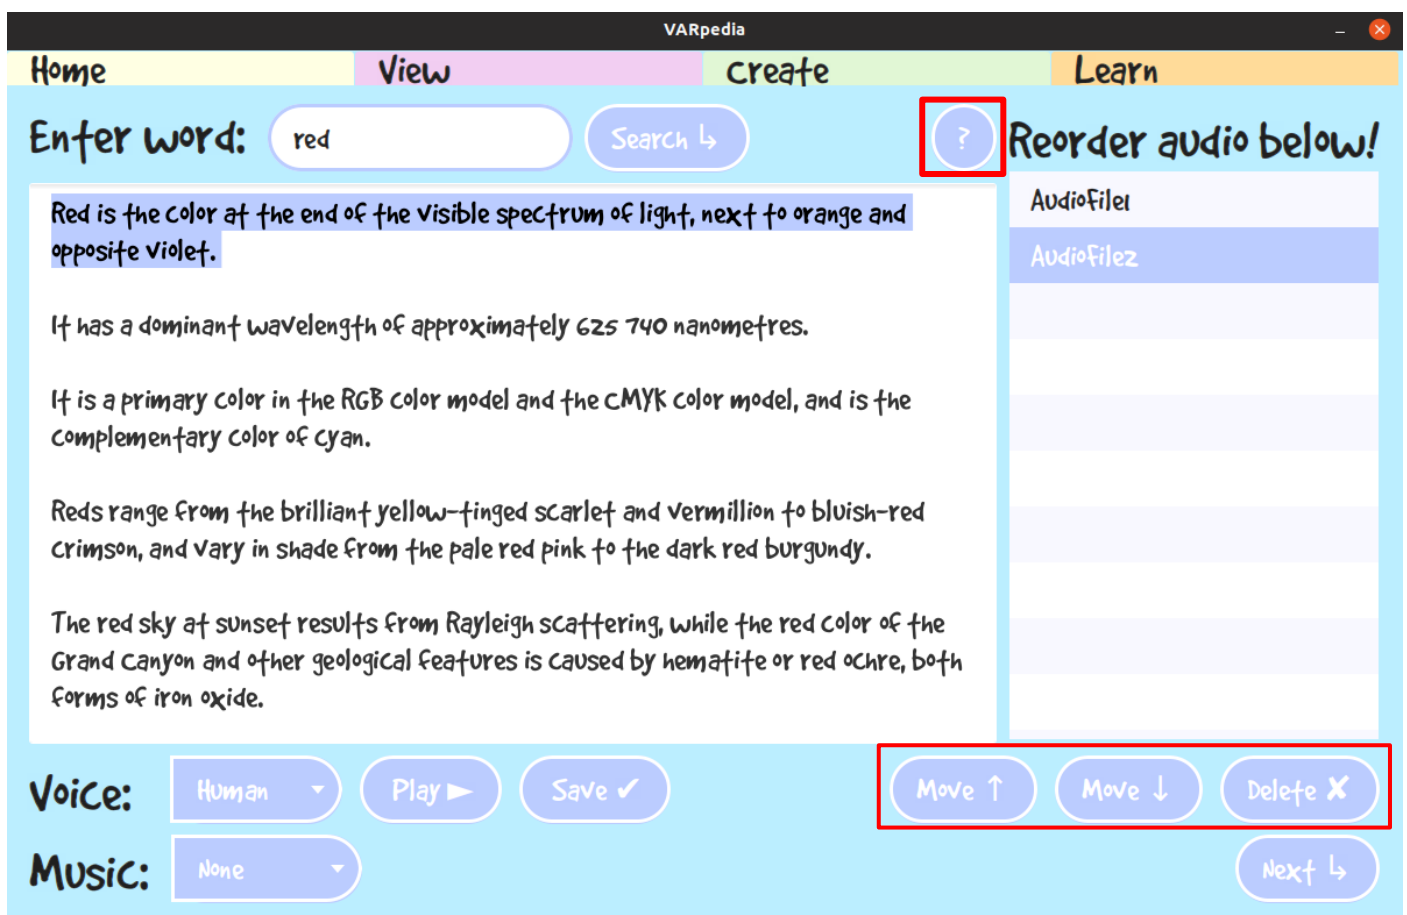 VARpedia
Home View Create Learn
Enter word: red Search ↳ ? Reorder audio below!
Red is the color at the end of the visible spectrum of light, next to orange and
opposite violet.
It has a dominant wavelength of approximately 625 740 nanometres.
It is a primary color in the RGB color model and the CMYK color model, and is the
complementary color of cyan.
Reds range from the brilliant yellow-tinged scarlet and vermillion to bluish-red
crimson, and vary in shade from the pale red pink to the dark red burgundy.
The red sky at sunset results from Rayleigh scattering, while the red color of the
Grand Canyon and other geological features is caused by hematite or red ochre, both
forms of iron oxide.
AudioFile1
AudioFile2
Voice: Human Play ► Save ✔ Move ↑ Move ↓ Delete ✘
Music: None Next ↳